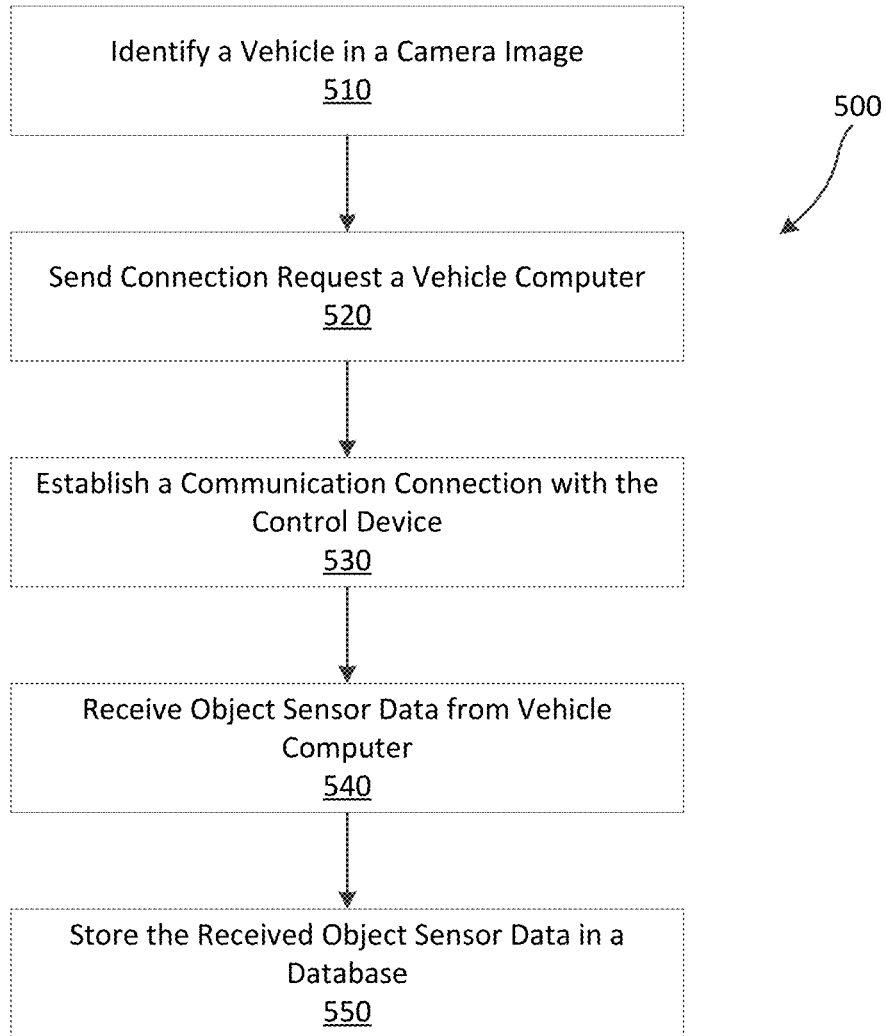 Identify a Vehicle in a Camera Image
510
500
Send Connection Request a Vehicle Computer
520
Establish a Communication Connection with the
Control Device
530
Receive Object Sensor Data from Vehicle
Computer
540
Store the Received Object Sensor Data in a
Database
550